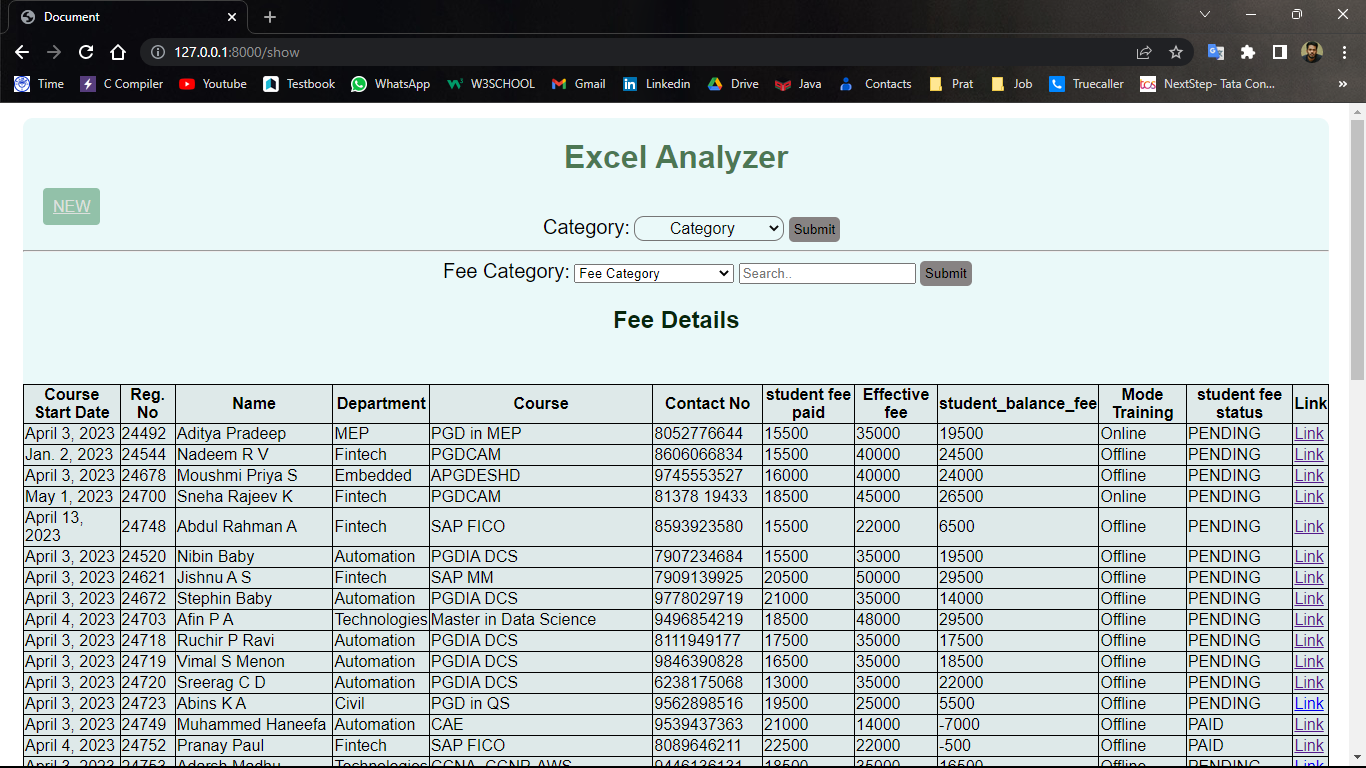 Document
127.0.0.1:8000/show
Time C Compiler Youtube Testbook WhatsApp W3SCHOOL Gmail Linkedin Drive Java Contacts Prat Job Truecaller tcs NextStep- Tata Con... »
Excel Analyzer
NEW
Category: Category Submit
Fee Category: Fee Category Search.. Submit
Fee Details
Course Start Date Reg. No Name Department Course Contact No student fee paid Effective fee student_balance_fee Mode Training student fee status Link
April 3, 2023 24492 Aditya Pradeep MEP PGD in MEP 8052776644 15500 35000 19500 Online PENDING Link
Jan. 2, 2023 24544 Nadeem R V Fintech PGDCAM 8606066834 15500 40000 24500 Offline PENDING Link
April 3, 2023 24678 Moushmi Priya S Embedded APGDESHD 9745553527 16000 40000 24000 Offline PENDING Link
May 1, 2023 24700 Sneha Rajeev K Fintech PGDCAM 81378 19433 18500 45000 26500 Online PENDING Link
April 13, 2023 24748 Abdul Rahman A Fintech SAP FICO 8593923580 15500 22000 6500 Offline PENDING Link
April 3, 2023 24520 Nibin Baby Automation PGDIA DCS 7907234684 15500 35000 19500 Offline PENDING Link
April 3, 2023 24621 Jishnu A S Fintech SAP MM 7909139925 20500 50000 29500 Offline PENDING Link
April 3, 2023 24672 Stephin Baby Automation PGDIA DCS 9778029719 21000 35000 14000 Offline PENDING Link
April 4, 2023 24703 Afin P A Technologies Master in Data Science 9496854219 18500 48000 29500 Offline PENDING Link
April 3, 2023 24718 Ruchir P Ravi Automation PGDIA DCS 8111949177 17500 35000 17500 Offline PENDING Link
April 3, 2023 24719 Vimal S Menon Automation PGDIA DCS 9846390828 16500 35000 18500 Offline PENDING Link
April 3, 2023 24720 Sreerag C D Automation PGDIA DCS 6238175068 13000 35000 22000 Offline PENDING Link
April 3, 2023 24723 Abins K A Civil PGD in QS 9562898516 19500 25000 5500 Offline PENDING Link
April 3, 2023 24749 Muhammed Haneefa Automation CAE 9539437363 21000 14000 -7000 Offline PAID Link
April 4, 2023 24752 Pranay Paul Fintech SAP FICO 8089646211 22500 22000 -500 Offline PAID Link
April 3, 2023 24753 Adarsh Madhu Technologies CCNA, CCNP, AWS 9446136131 18500 35000 16500 Offline PENDING Link